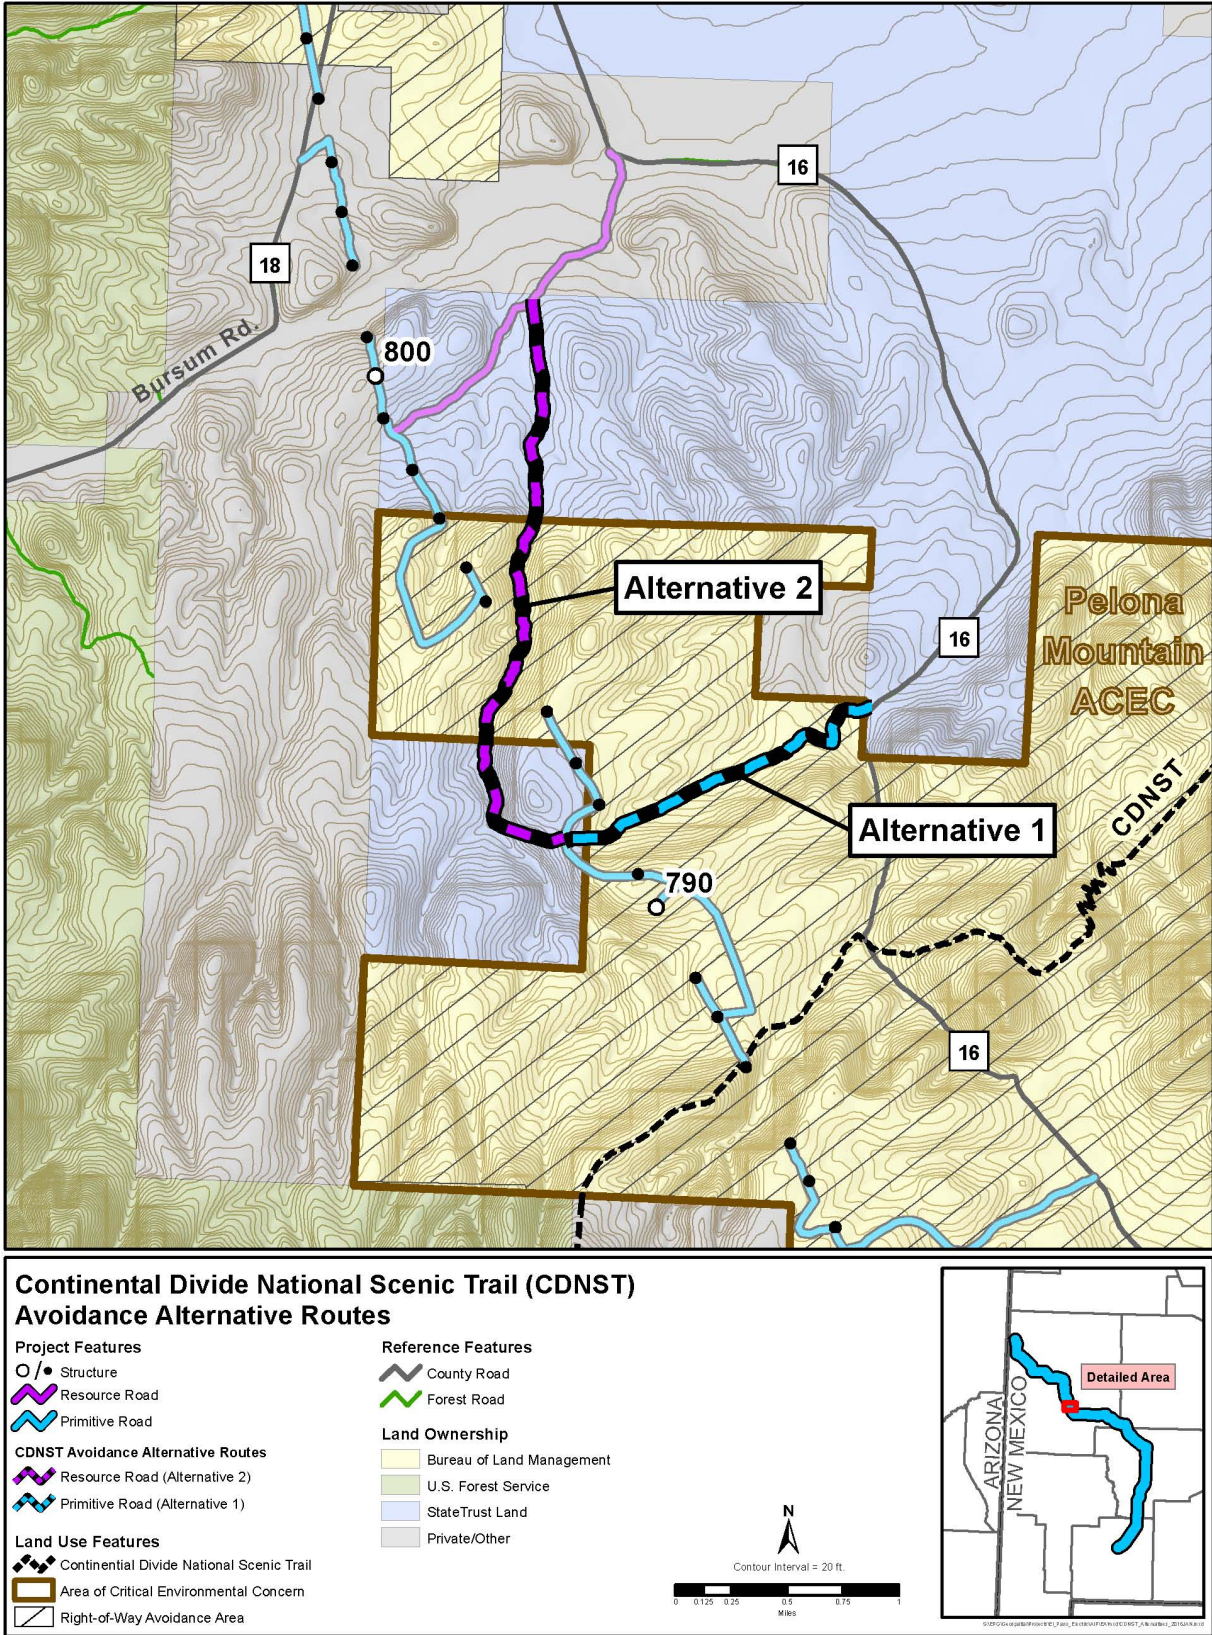 16
18
Bursum Rd.
800
Alternative 2
Pelona
Mountain
ACEC
16
CDNST
Alternative 1
790
16
Continental Divide National Scenic Trail (CDNST)
Avoidance Alternative Routes
Project Features
Structure
Resource Road
Primitive Road
CDNST Avoidance Alternative Routes
Resource Road (Alternative 2)
Primitive Road (Alternative 1)
Land Use Features
Continental Divide National Scenic Trail
Area of Critical Environmental Concern
Right-of-Way Avoidance Area
Reference Features
County Road
Forest Road
Land Ownership
Bureau of Land Management
U.S. Forest Service
StateTrust Land
Private/Other
N
Contour Interval = 20 ft.
0 0.125 0.25 0.5 0.75 1
Miles
Detailed Area
ARIZONA
NEW MEXICO